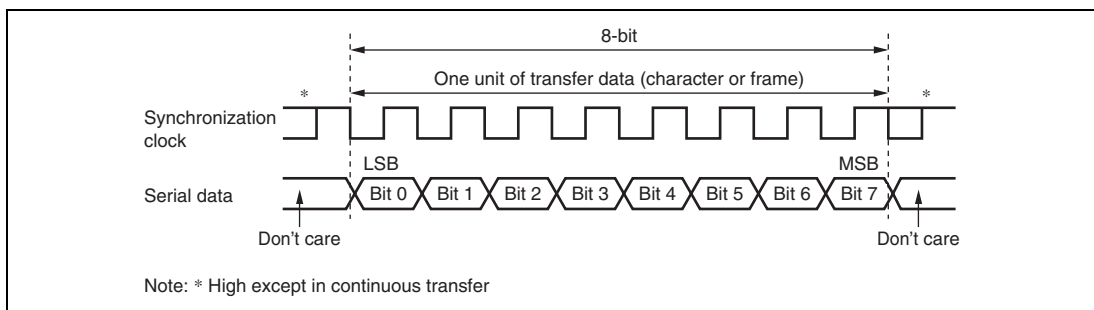 8-bit
One unit of transfer data (character or frame)
* *
Synchronization
clock
LSB MSB
Serial data Bit 0 Bit 1 Bit 2 Bit 3 Bit 4 Bit 5 Bit 6 Bit 7
Don't care Don't care
Note: * High except in continuous transfer